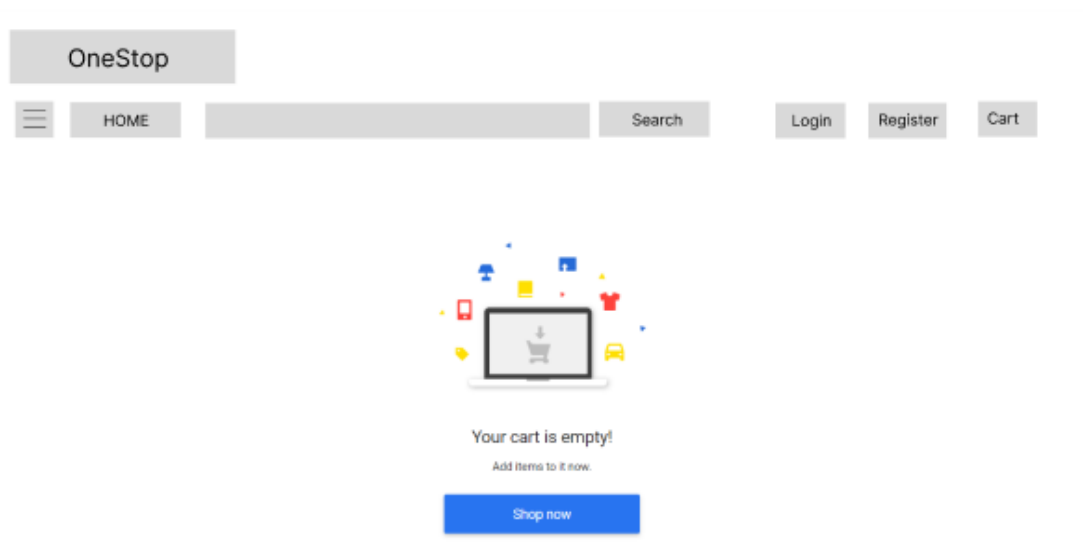 OneStop
HOME Search Login Register Cart
Your cart is empty!
Add items to it now.
Shop now